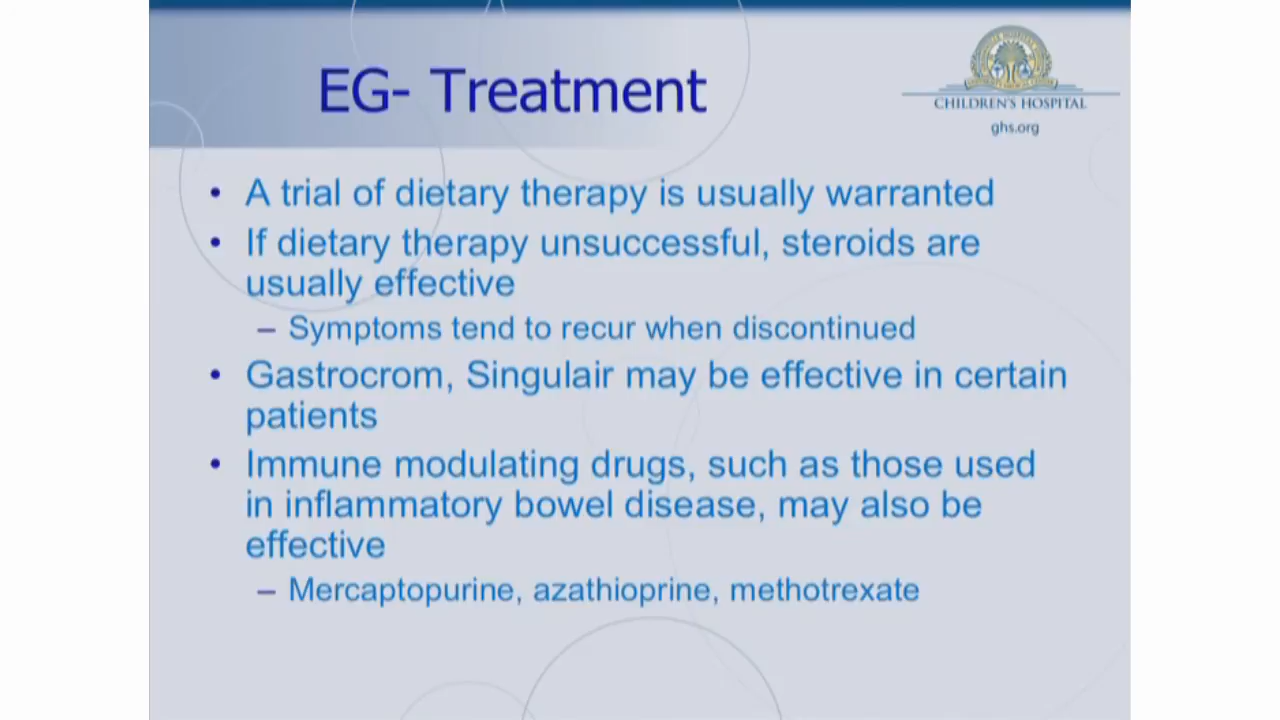 EG- Treatment
CHILDREN'S HOSPITAL
ghs.org
• A trial of dietary therapy is usually warranted
• If dietary therapy unsuccessful, steroids are
usually effective
– Symptoms tend to recur when discontinued
• Gastrocrom, Singulair may be effective in certain
patients
• Immune modulating drugs, such as those used
in inflammatory bowel disease, may also be
effective
– Mercaptopurine, azathioprine, methotrexate